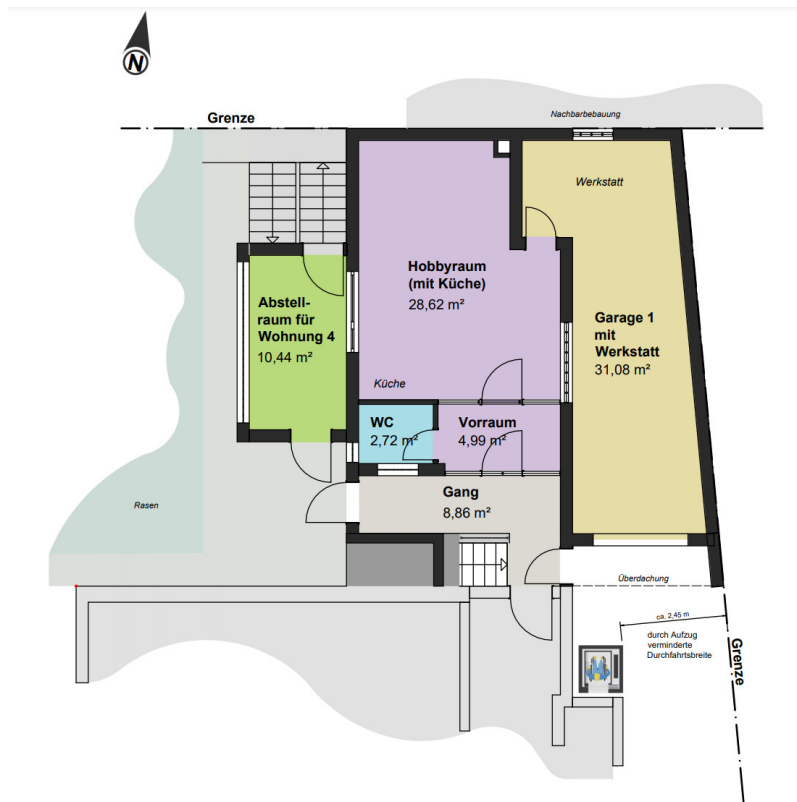 N
Grenze
Nachbarbebauung
Werkstatt
Hobbyraum
(mit Küche)
28,62 m²
Abstell-
raum für
Wohnung 4
10,44 m²
Garage 1
mit
Werkstatt
31,08 m²
Küche
WC
2,72 m²
Vorraum
4,99 m²
Gang
8,86 m²
Rasen
Überdachung
ca. 2,45 m
durch Aufzug
verminderte
Durchfahrtsbreite
Grenze